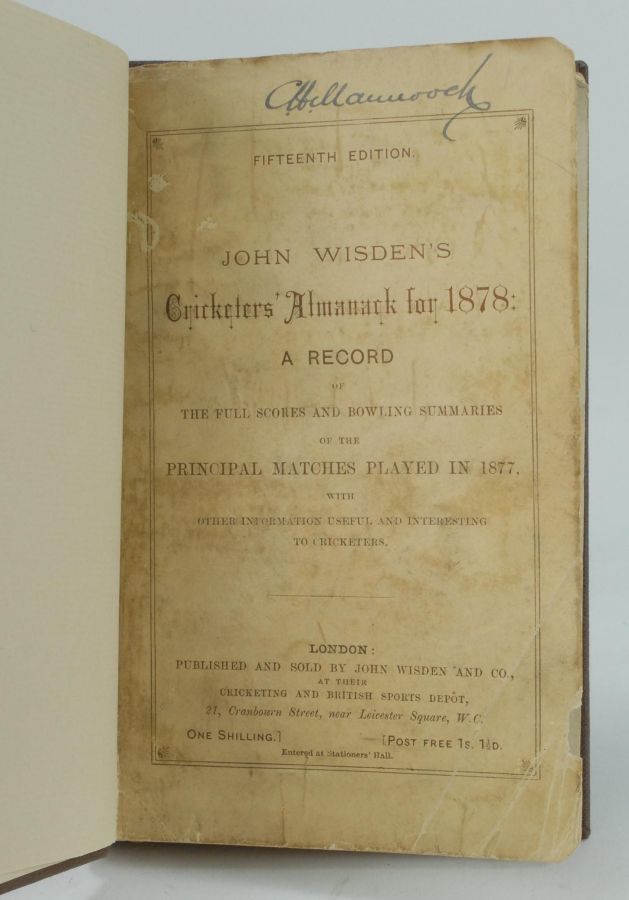 C. H. Mannooch
FIFTEENTH EDITION.
JOHN WISDEN'S
Cricketers' Almanack for 1878:
A RECORD
OF
THE FULL SCORES AND BOWLING SUMMARIES
OF THE
PRINCIPAL MATCHES PLAYED IN 1877,
WITH
OTHER INFORMATION USEFUL AND INTERESTING
TO CRICKETERS.
LONDON:
PUBLISHED AND SOLD BY JOHN WISDEN AND CO.,
AT THEIR
CRICKETING AND BRITISH SPORTS DEPÔT,
21, Cranbourn Street, near Leicester Square, W.C.
ONE SHILLING.] [POST FREE 1S. 1½D.
Entered at Stationers' Hall.